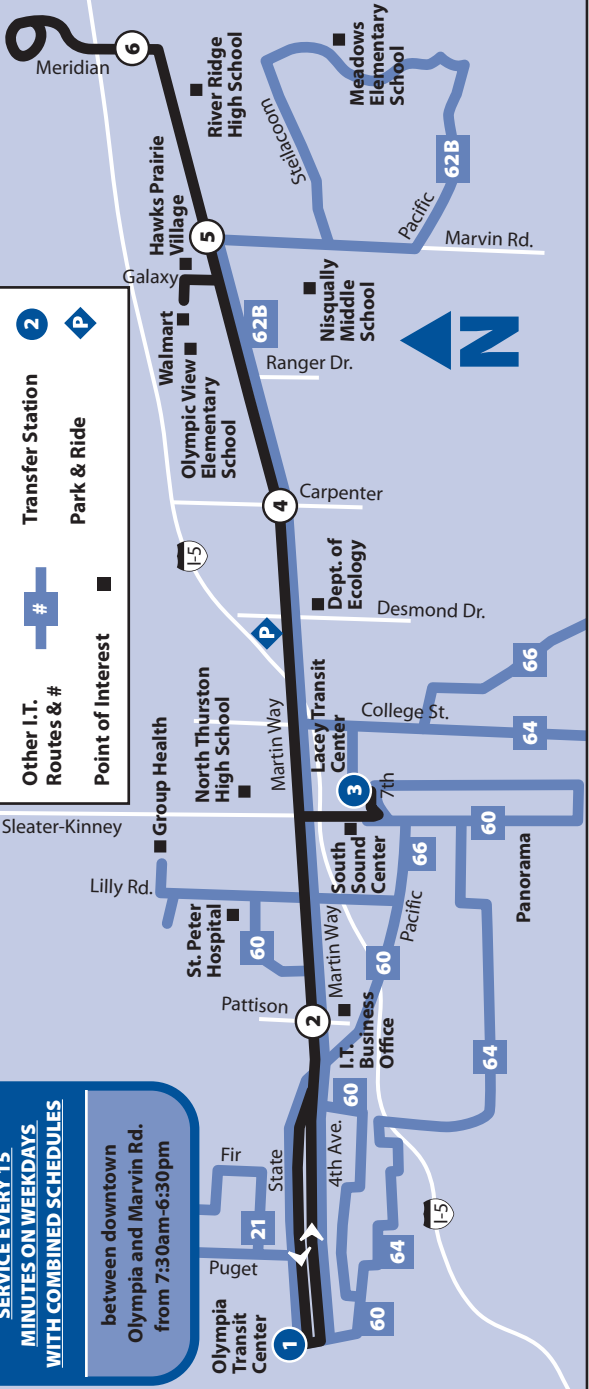 SERVICE EVERY 15
MINUTES ON WEEKDAYS
WITH COMBINED SCHEDULES
between downtown
Olympia and Marvin Rd.
from 7:30am-6:30pm
Other I.T.
Routes & #
#
Transfer Station
2
Point of Interest
Park & Ride
P
Olympia
Transit
Center
1
Puget
21
Fir
State
4th Ave.
60
60
64
I-5
Pattison
2
Martin Way
I.T.
Business
Office
60
Pacific
66
64
Panorama
60
St. Peter
Hospital
60
Lilly Rd.
Group Health
Sleater-Kinney
North Thurston
High School
Martin Way
South
Sound
Center
Lacey Transit
Center
3
7th
College St.
64
66
P
I-5
Desmond Dr.
Dept. of
Ecology
4
Carpenter
Olympic View
Elementary
School
Walmart
Galaxy
Hawks Prairie
Village
62B
Ranger Dr.
Nisqually
Middle
School
N
5
Marvin Rd.
Pacific
62B
Steilacoom
Meadows
Elementary
School
River Ridge
High School
6
Meridian